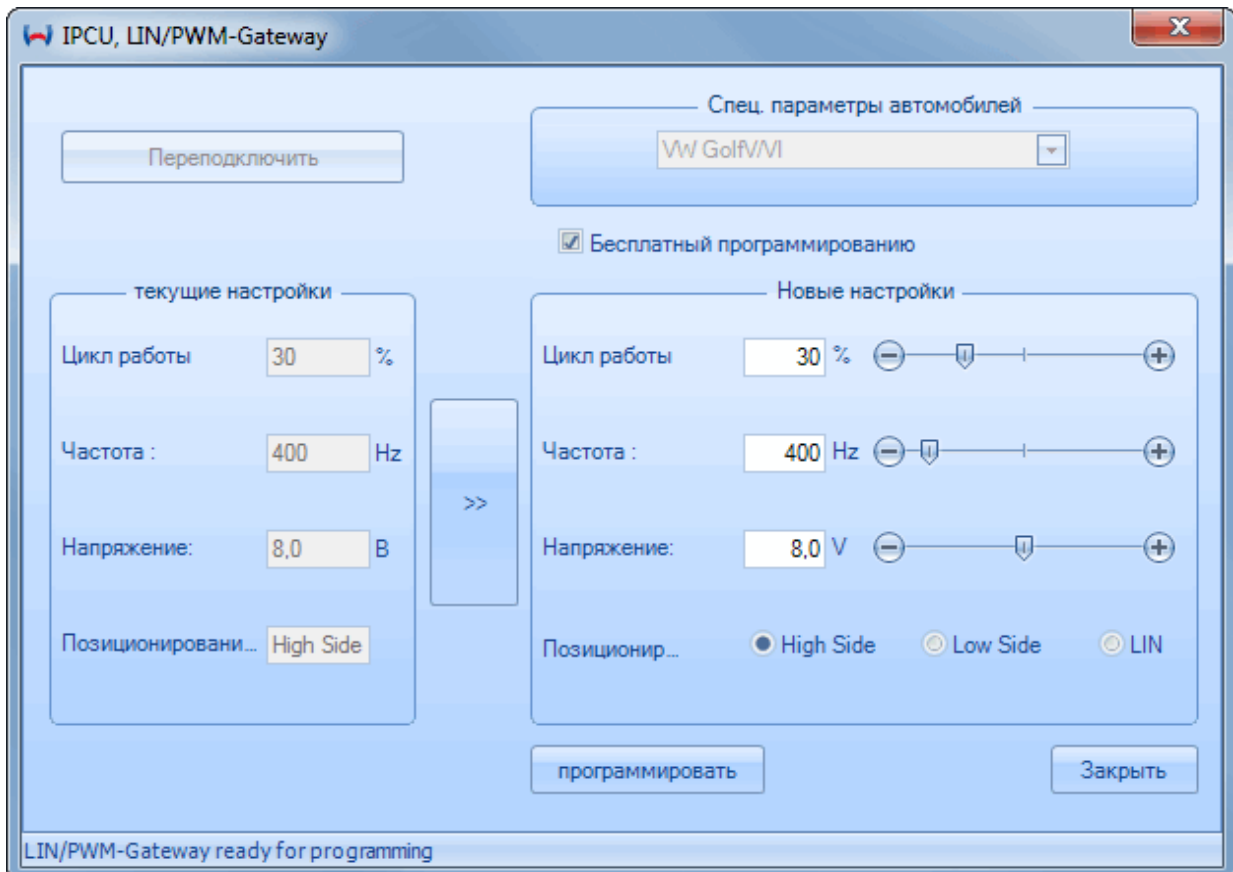 IPCU, LIN/PWM-Gateway
Спец. параметры автомобилей
Переподключить
VW GolfV/VI
Бесплатный программированию
текущие настройки
Новые настройки
Цикл работы 30 %
Цикл работы 30 %
Частота : 400 Hz
Частота : 400 Hz
>>
Напряжение: 8,0 В
Напряжение: 8,0 V
Позиционировани... High Side
Позиционир... High Side Low Side LIN
программировать
Закрыть
LIN/PWM-Gateway ready for programming